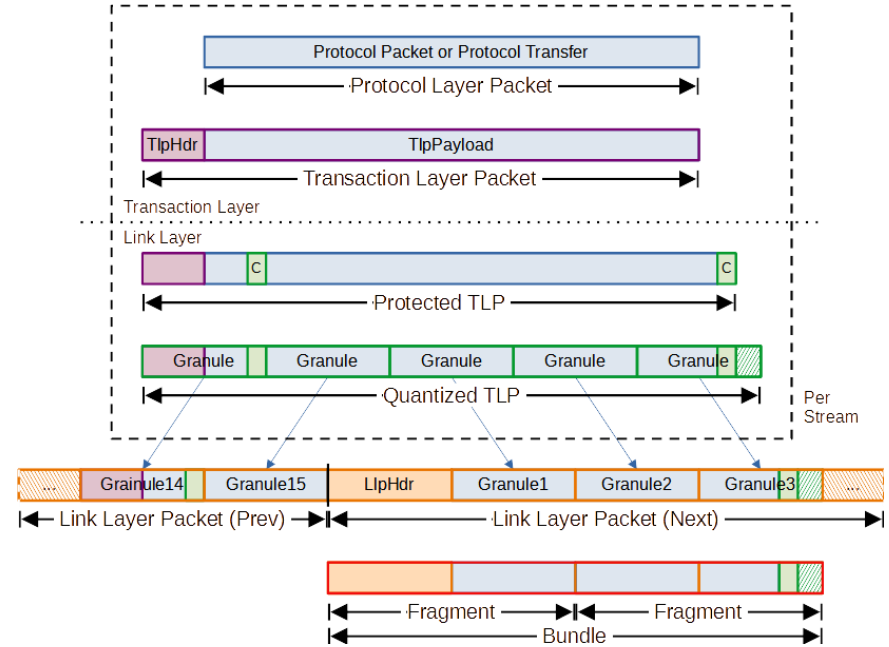 Protocol Packet or Protocol Transfer
Protocol Layer Packet
TlpHdr TlpPayload
Transaction Layer Packet
Transaction Layer
Link Layer
C C
Protected TLP
Granule Granule Granule Granule Granule
Quantized TLP
Per
Stream
... Grainule14 Granule15 LlpHdr Granule1 Granule2 Granule3 ...
Link Layer Packet (Prev) Link Layer Packet (Next)
Fragment Fragment
Bundle